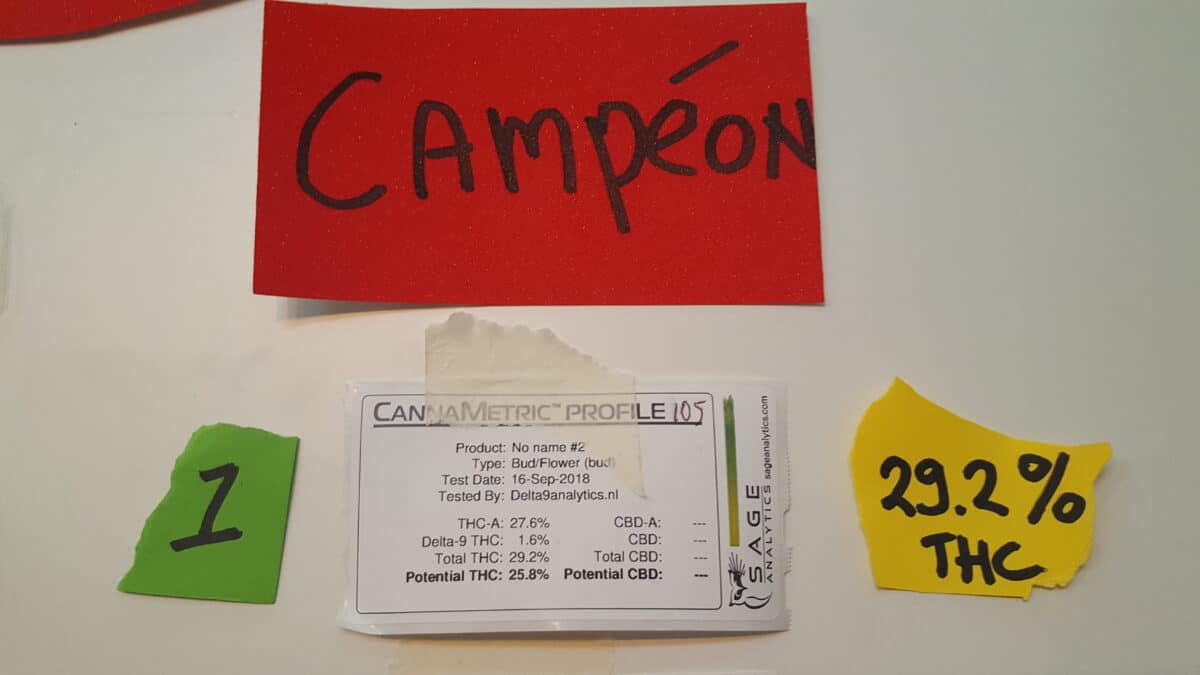 Campéon
1
CANNAMETRIC™ PROFILE 105
Product: No name #2
Type: Bud/Flower (bud)
Test Date: 16-Sep-2018
Tested By: Delta9analytics.nl
THC-A: 27.6% CBD-A: ---
Delta-9 THC: 1.6% CBD: ---
Total THC: 29.2% Total CBD: ---
Potential THC: 25.8% Potential CBD: ---
SAGE
ANALYTICS
sageanalytics.com
29.2%
THC